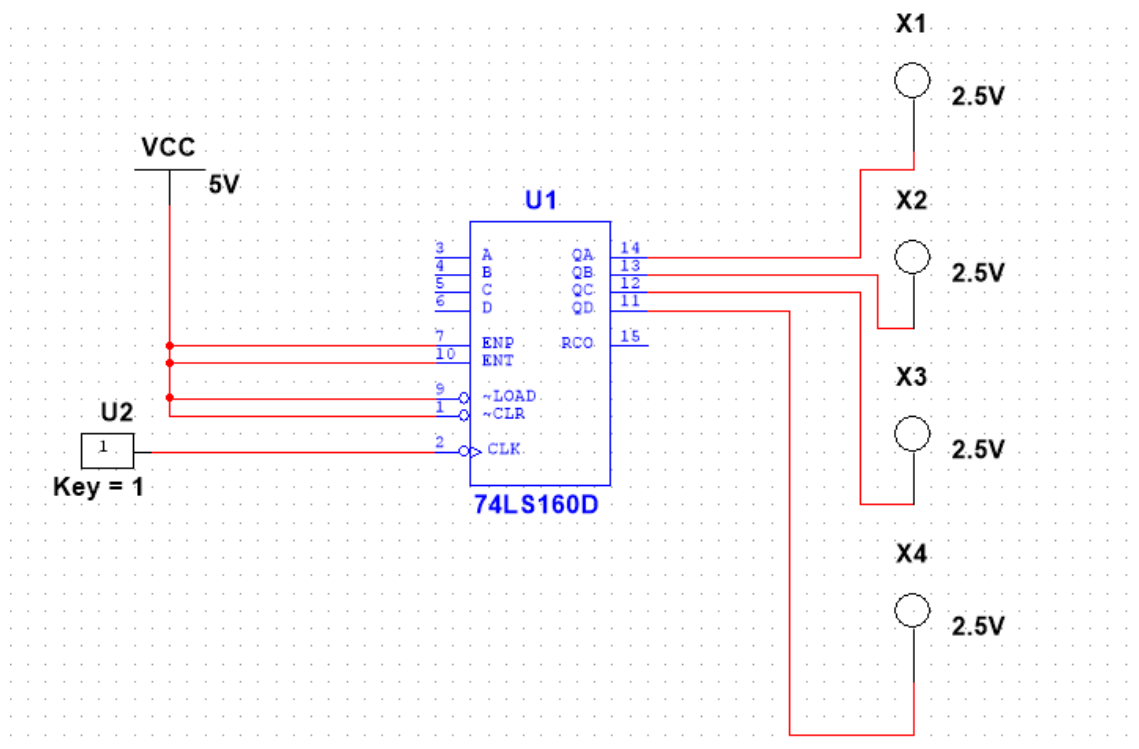 X1
2.5V
VCC
5V
X2
2.5V
U1
3 A QA 14
4 B QB 13
5 C QC 12
6 D QD 11
7 ENP RCO 15
10 ENT
9 ~LOAD
1 ~CLR
2 CLK
74LS160D
U2
1
Key = 1
X3
2.5V
X4
2.5V